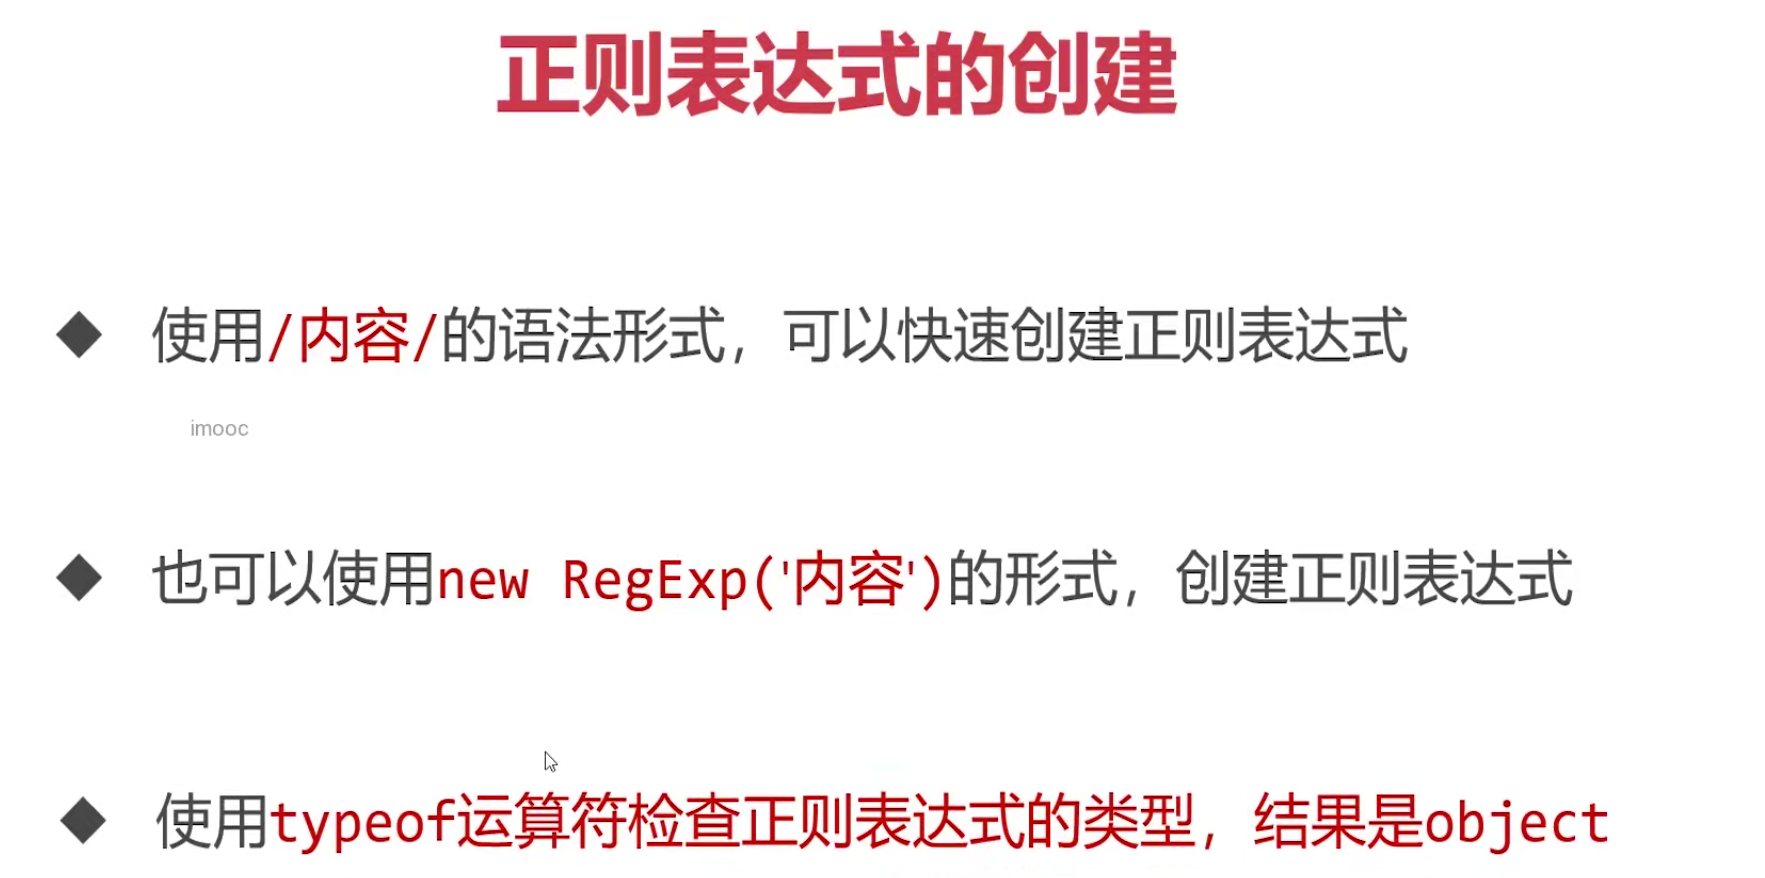 正则表达式的创建
使用/内容/的语法形式，可以快速创建正则表达式
imooc
也可以使用new RegExp('内容')的形式，创建正则表达式
使用typeof运算符检查正则表达式的类型，结果是object